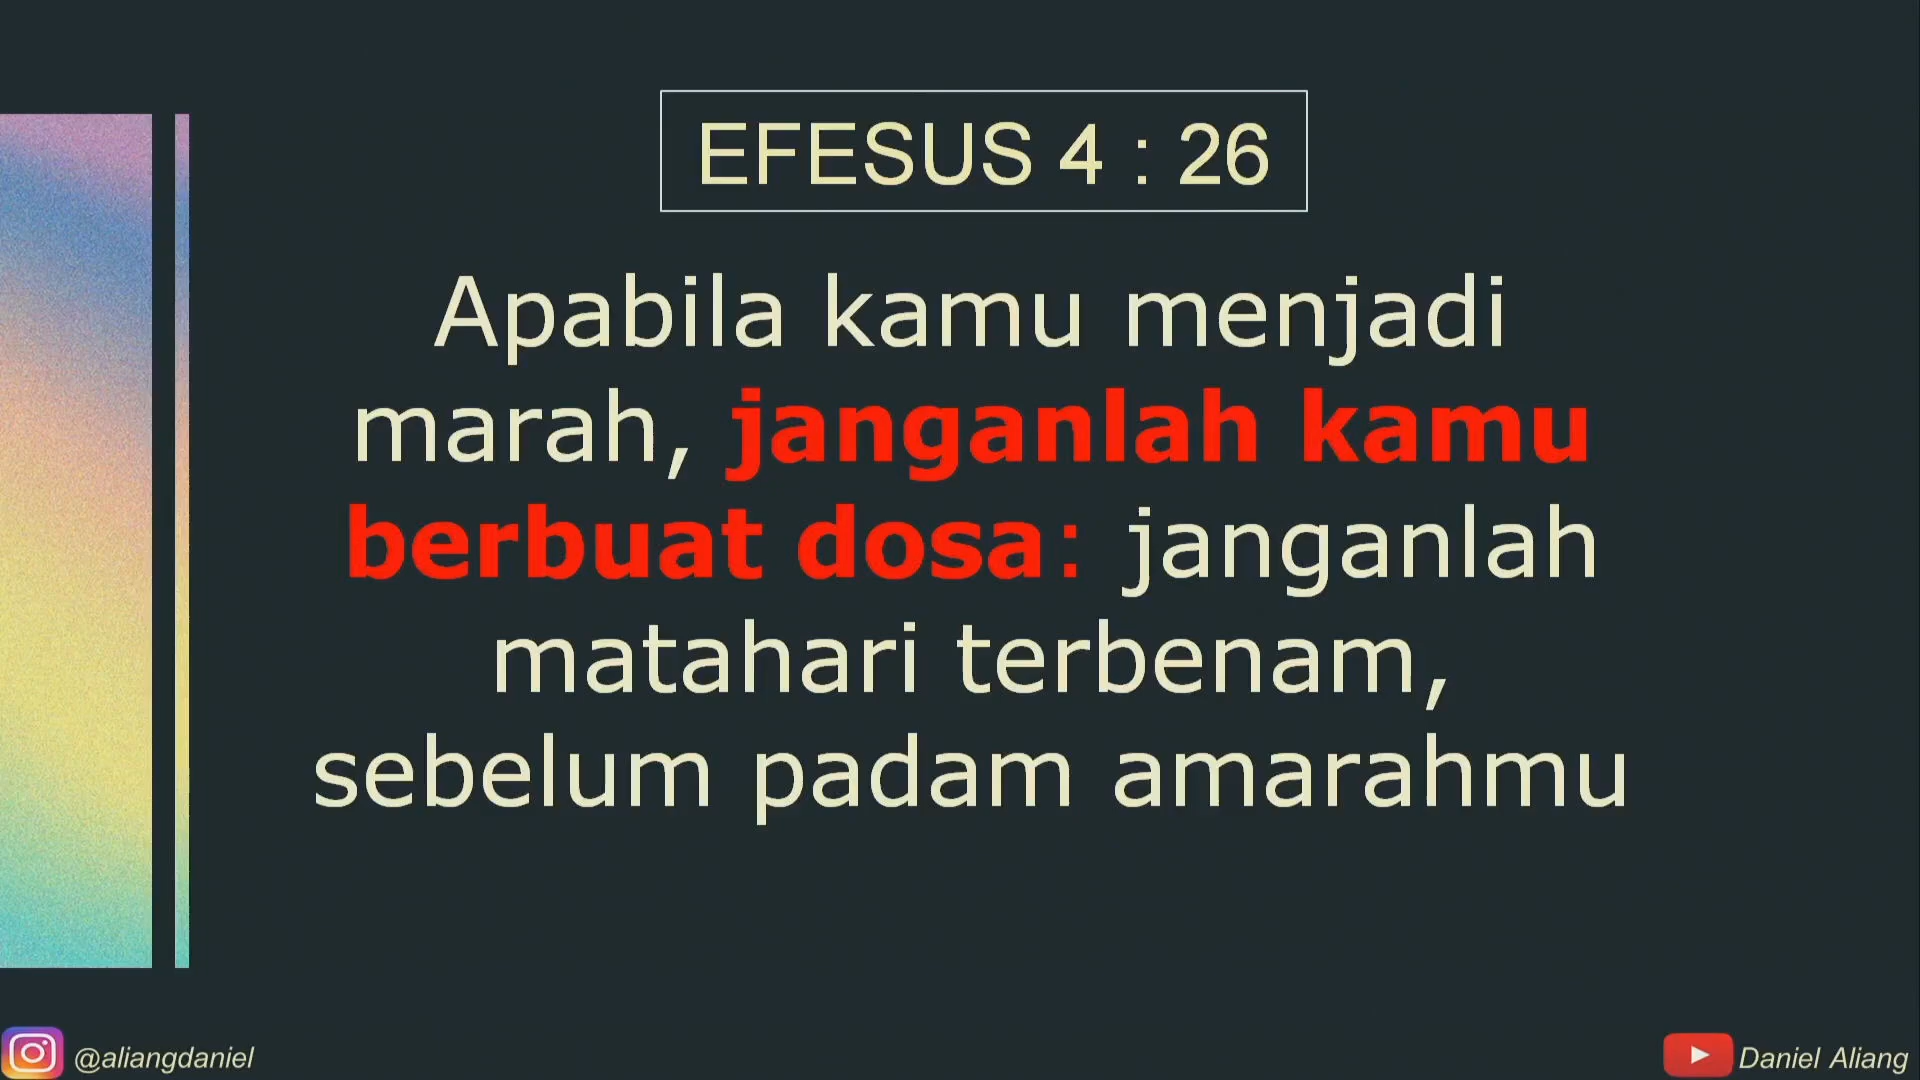 EFESUS 4 : 26
Apabila kamu menjadi
marah, janganlah kamu
berbuat dosa: janganlah
matahari terbenam,
sebelum padam amarahmu
@aliangdaniel
Daniel Aliang